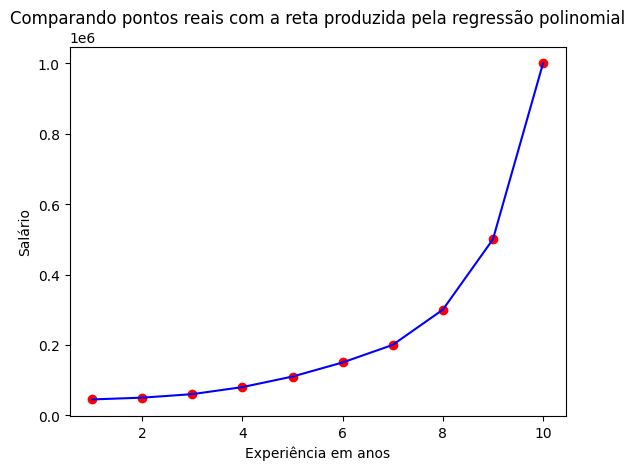 Comparando pontos reais com a reta produzida pela regressão polinomial
1e6
1.0
0.8
0.6
0.4
0.2
0.0
Salário
2 4 6 8 10
Experiência em anos